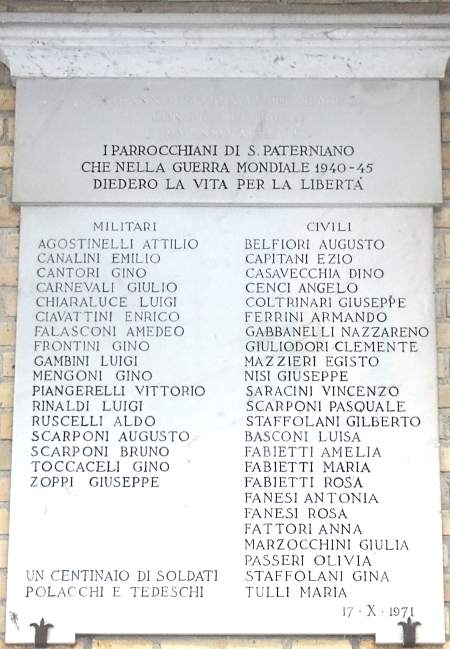 I PARROCCHIANI DI S. PATERNIANO
CHE NELLA GUERRA MONDIALE 1940-45
DIEDERO LA VITA PER LA LIBERTÀ
MILITARI
AGOSTINELLI ATTILIO
CANALINI EMILIO
CANTORI GINO
CARNEVALI GIULIO
CHIARALUCE LUIGI
CIAVATTINI ENRICO
FALASCONI AMEDEO
FRONTINI GINO
GAMBINI LUIGI
MENGONI GINO
PIANGERELLI VITTORIO
RINALDI LUIGI
RUSCELLI ALDO
SCARPONI AUGUSTO
SCARPONI BRUNO
TOCCACELI GINO
ZOPPI GIUSEPPE
UN CENTINAIO DI SOLDATI
POLACCHI E TEDESCHI
CIVILI
BELFIORI AUGUSTO
CAPITANI EZIO
CASAVECCHIA DINO
CENCI ANGELO
COLTRINARI GIUSEPPE
FERRINI ARMANDO
GABBANELLI NAZZARENO
GIULIODORI CLEMENTE
MAZZIERI EGISTO
NISI GIUSEPPE
SARACINI VINCENZO
SCARPONI PASQUALE
STAFFOLANI GILBERTO
BASCONI LUISA
FABIETTI AMELIA
FABIETTI MARIA
FABIETTI ROSA
FANESI ANTONIA
FANESI ROSA
FATTORI ANNA
MARZOCCHINI GIULIA
PASSERI OLIVIA
STAFFOLANI GINA
TULLI MARIA
17·X·1971